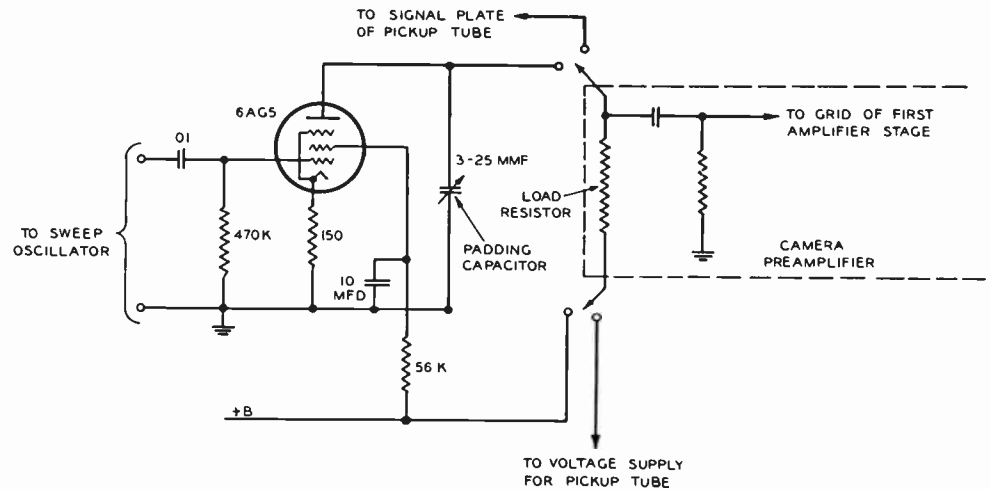 TO SIGNAL PLATE
OF PICKUP TUBE
6AG5
01
TO GRID OF FIRST
AMPLIFIER STAGE
3-25 MMF
LOAD
RESISTOR
TO SWEEP
OSCILLATOR
470K
150
PADDING
CAPACITOR
CAMERA
PREAMPLIFIER
10
MFD
56 K
+B
TO VOLTAGE SUPPLY
FOR PICKUP TUBE